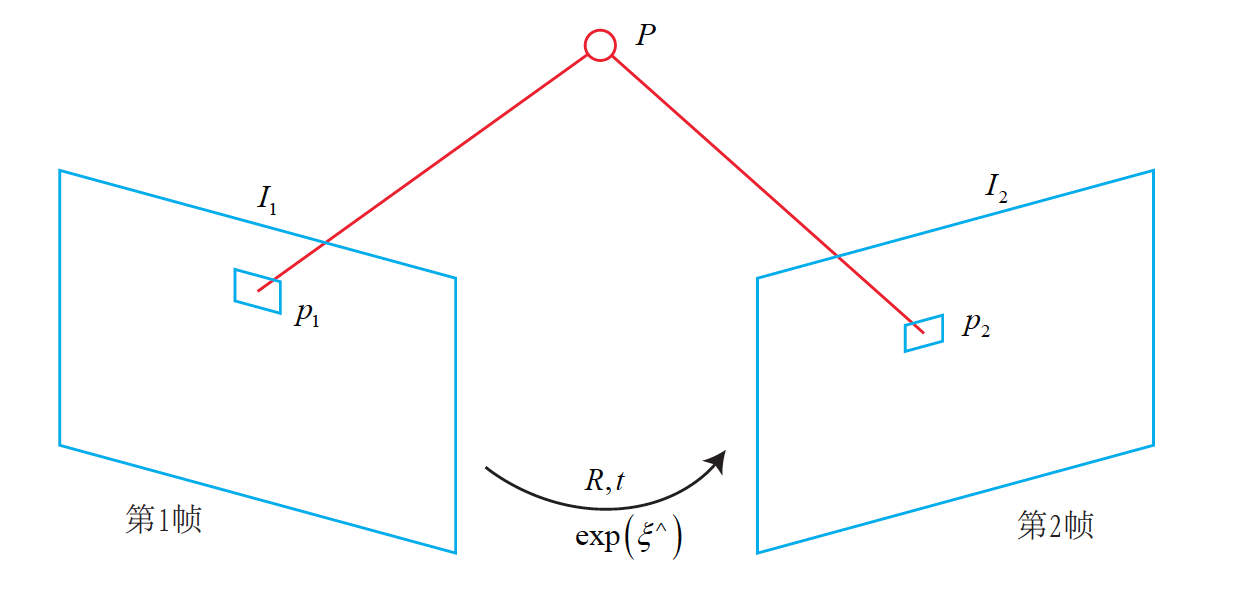 P
I₁
I₂
p₁
p₂
R, t
exp(ξ^)
第1帧
第2帧